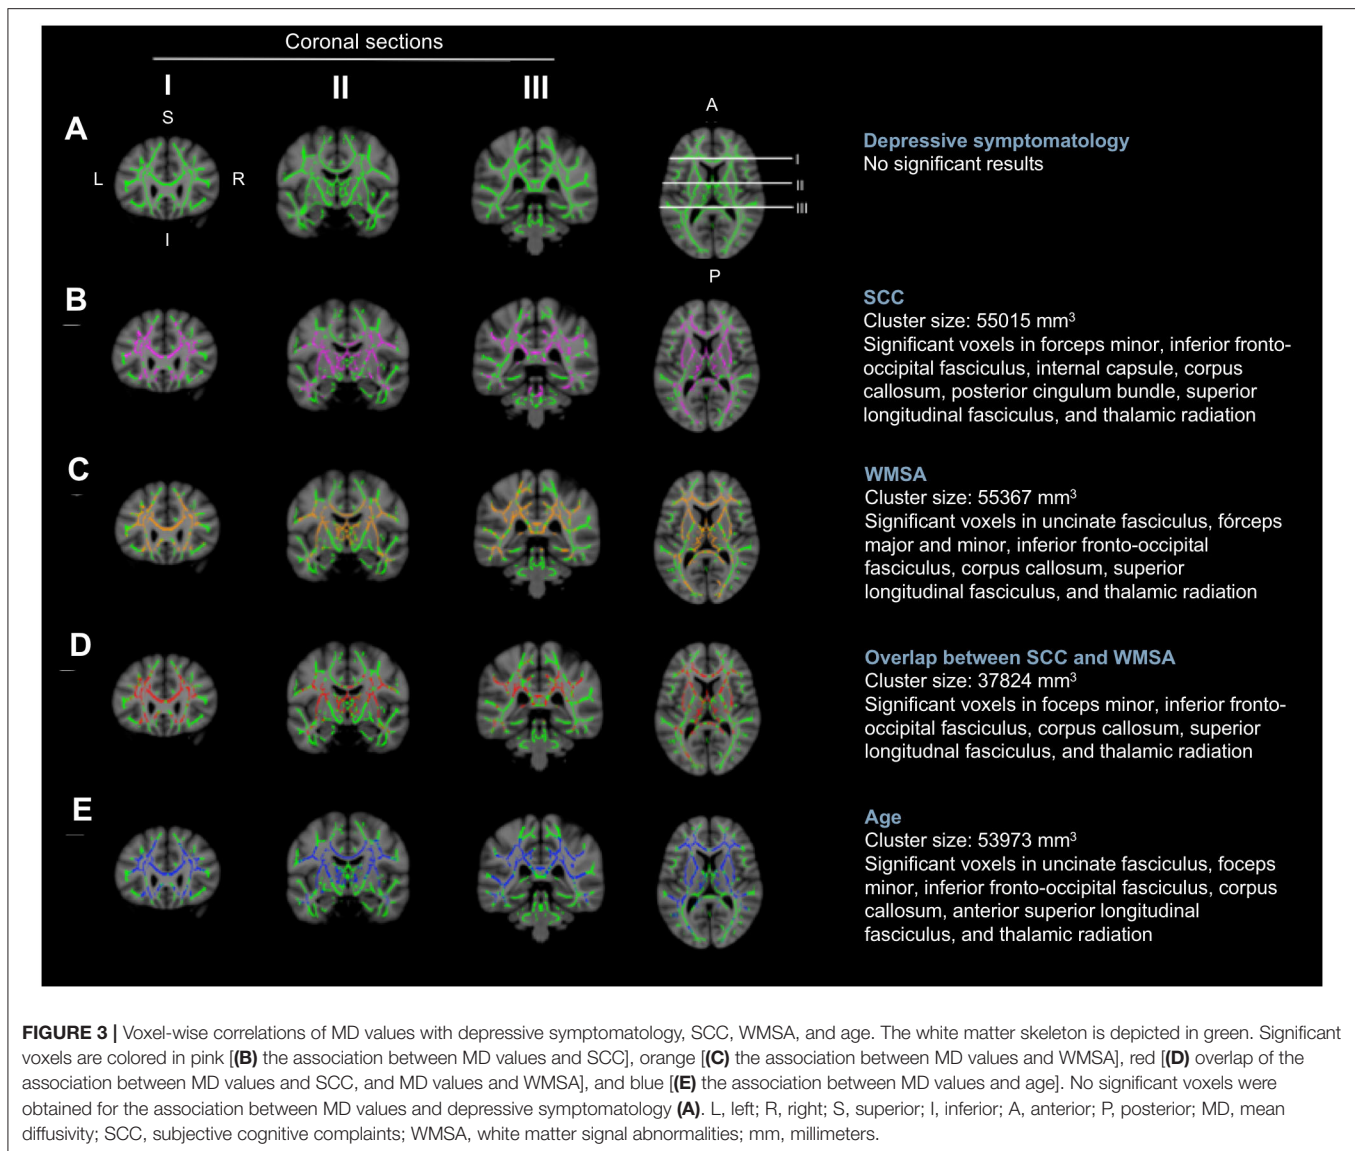 Coronal sections
I II III
A
S
L R
I
A
I
II
III
P
Depressive symptomatology
No significant results
B
SCC
Cluster size: 55015 mm³
Significant voxels in forceps minor, inferior fronto-
occipital fasciculus, internal capsule, corpus
callosum, posterior cingulum bundle, superior
longitudinal fasciculus, and thalamic radiation
C
WMSA
Cluster size: 55367 mm³
Significant voxels in uncinate fasciculus, fórceps
major and minor, inferior fronto-occipital
fasciculus, corpus callosum, superior
longitudinal fasciculus, and thalamic radiation
D
Overlap between SCC and WMSA
Cluster size: 37824 mm³
Significant voxels in foceps minor, inferior fronto-
occipital fasciculus, corpus callosum, superior
longitudnal fasciculus, and thalamic radiation
E
Age
Cluster size: 53973 mm³
Significant voxels in uncinate fasciculus, foceps
minor, inferior fronto-occipital fasciculus, corpus
callosum, anterior superior longitudinal
fasciculus, and thalamic radiation
FIGURE 3 | Voxel-wise correlations of MD values with depressive symptomatology, SCC, WMSA, and age. The white matter skeleton is depicted in green. Significant
voxels are colored in pink [(B) the association between MD values and SCC], orange [(C) the association between MD values and WMSA], red [(D) overlap of the
association between MD values and SCC, and MD values and WMSA], and blue [(E) the association between MD values and age]. No significant voxels were
obtained for the association between MD values and depressive symptomatology (A). L, left; R, right; S, superior; I, inferior; A, anterior; P, posterior; MD, mean
diffusivity; SCC, subjective cognitive complaints; WMSA, white matter signal abnormalities; mm, millimeters.